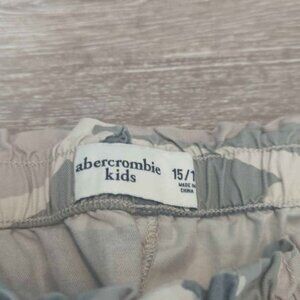 abercrombie
kids
15/1
MADE IN
CHINA